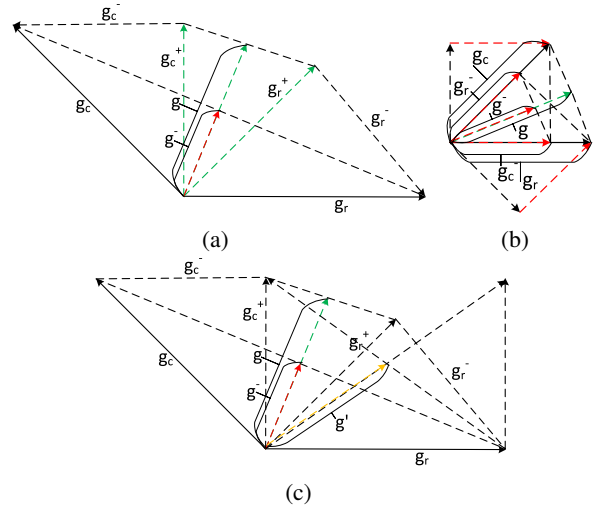 g_c^-
g_c^+
g_r^+
g_c
g
g^-
g_r^-
g_r
(a)
g_c
g_r^-
g^-
g
g_c^-
g_r
(b)
g_c^-
g_c^+
g_r^+
g_c
g
g^-
g_r^-
g'
g_r
(c)